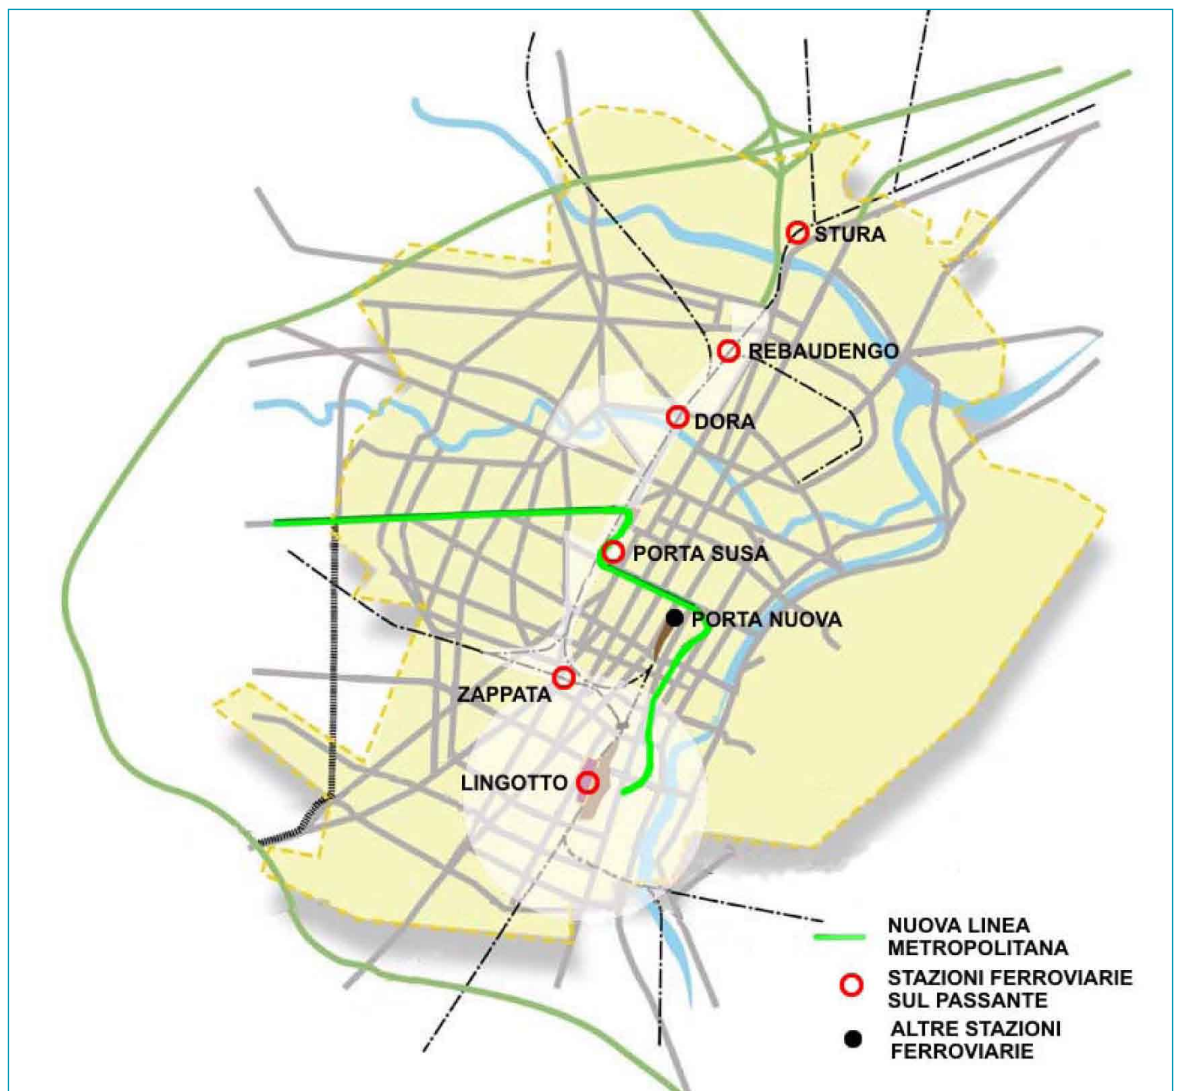 STURA
REBAUDENGO
DORA
PORTA SUSA
PORTA NUOVA
ZAPPATA
LINGOTTO
NUOVA LINEA
METROPOLITANA
STAZIONI FERROVIARIE
SUL PASSANTE
ALTRE STAZIONI
FERROVIARIE